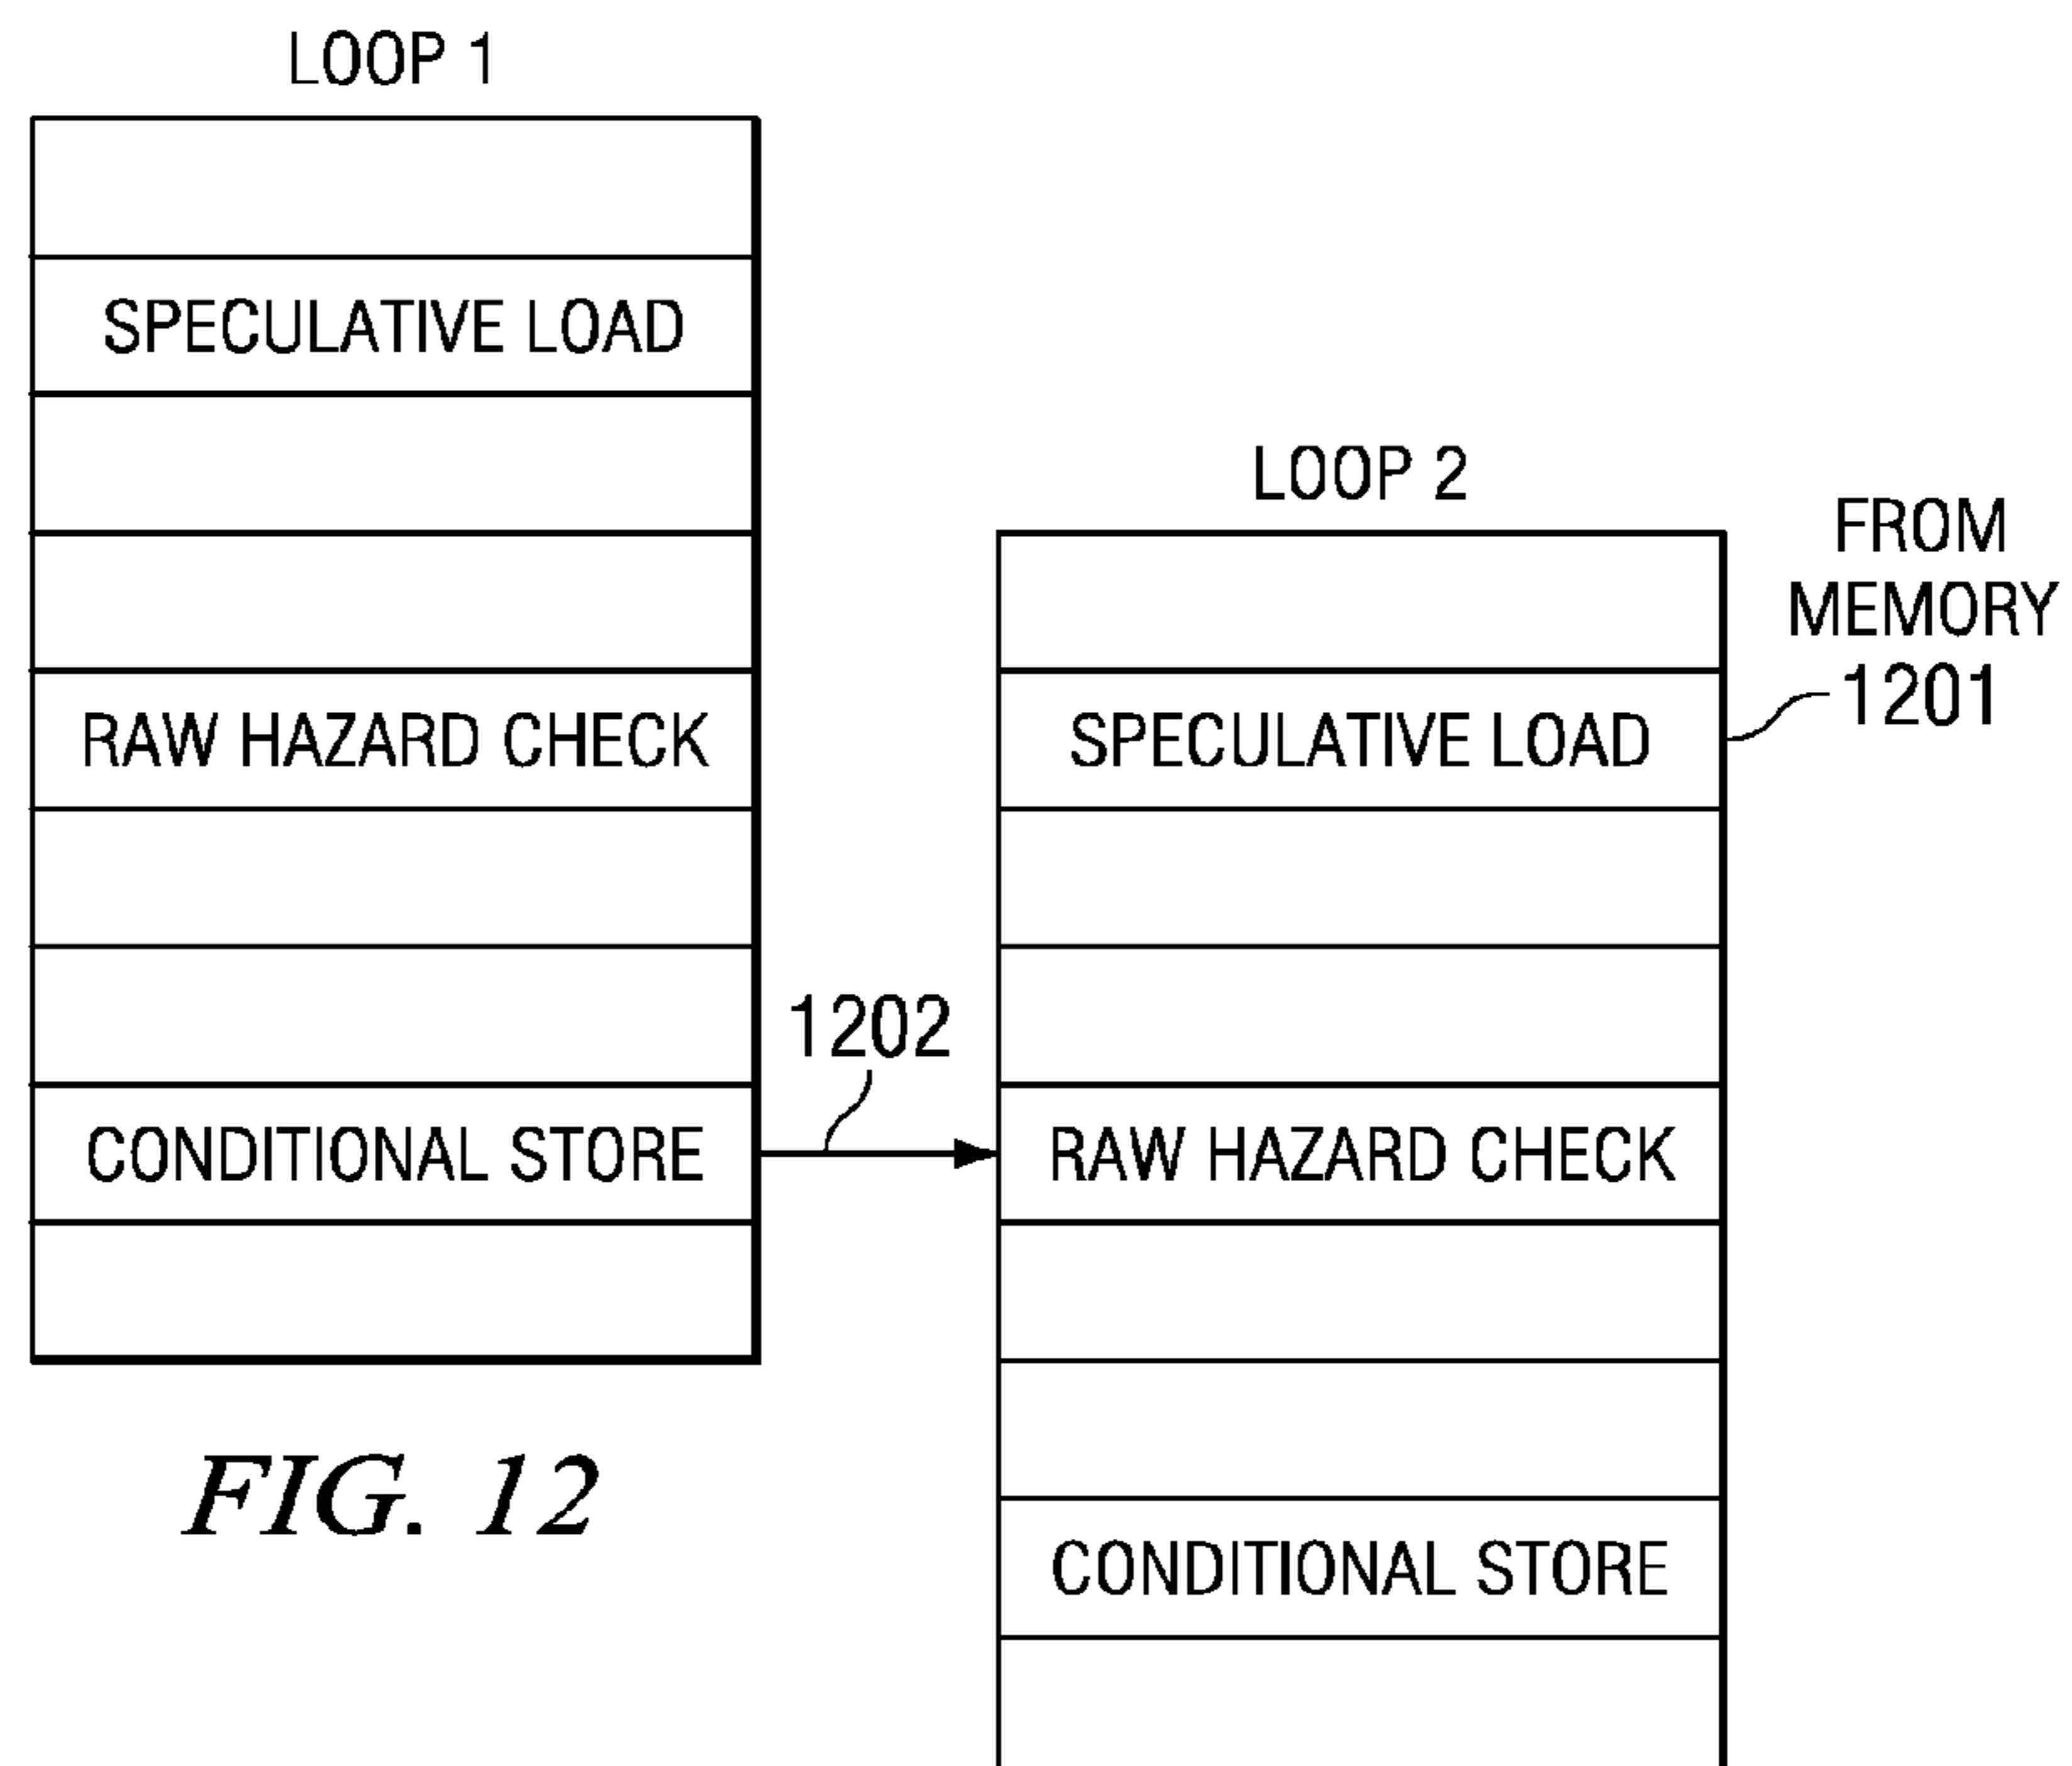 LOOP 1
SPECULATIVE LOAD
RAW HAZARD CHECK
CONDITIONAL STORE
1202
LOOP 2
FROM
MEMORY
1201
SPECULATIVE LOAD
RAW HAZARD CHECK
CONDITIONAL STORE
FIG. 12